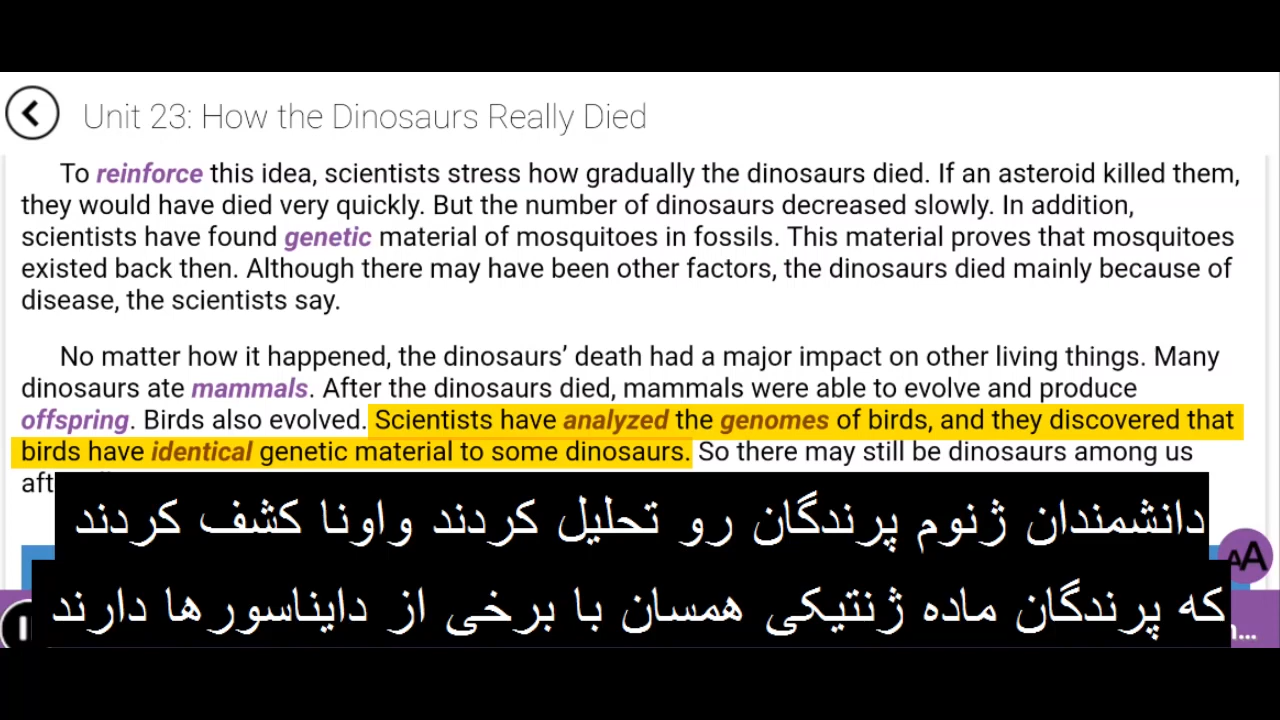 Unit 23: How the Dinosaurs Really Died
To reinforce this idea, scientists stress how gradually the dinosaurs died. If an asteroid killed them,
they would have died very quickly. But the number of dinosaurs decreased slowly. In addition,
scientists have found genetic material of mosquitoes in fossils. This material proves that mosquitoes
existed back then. Although there may have been other factors, the dinosaurs died mainly because of
disease, the scientists say.
No matter how it happened, the dinosaurs’ death had a major impact on other living things. Many
dinosaurs ate mammals. After the dinosaurs died, mammals were able to evolve and produce
offspring. Birds also evolved. Scientists have analyzed the genomes of birds, and they discovered that
birds have identical genetic material to some dinosaurs. So there may still be dinosaurs among us
دانشمندان ژنوم پرندگان رو تحلیل کردند واونا کشف کردند
AA
که پرندگان ماده ژنتیکی همسان با برخی از دایناسورها دارند